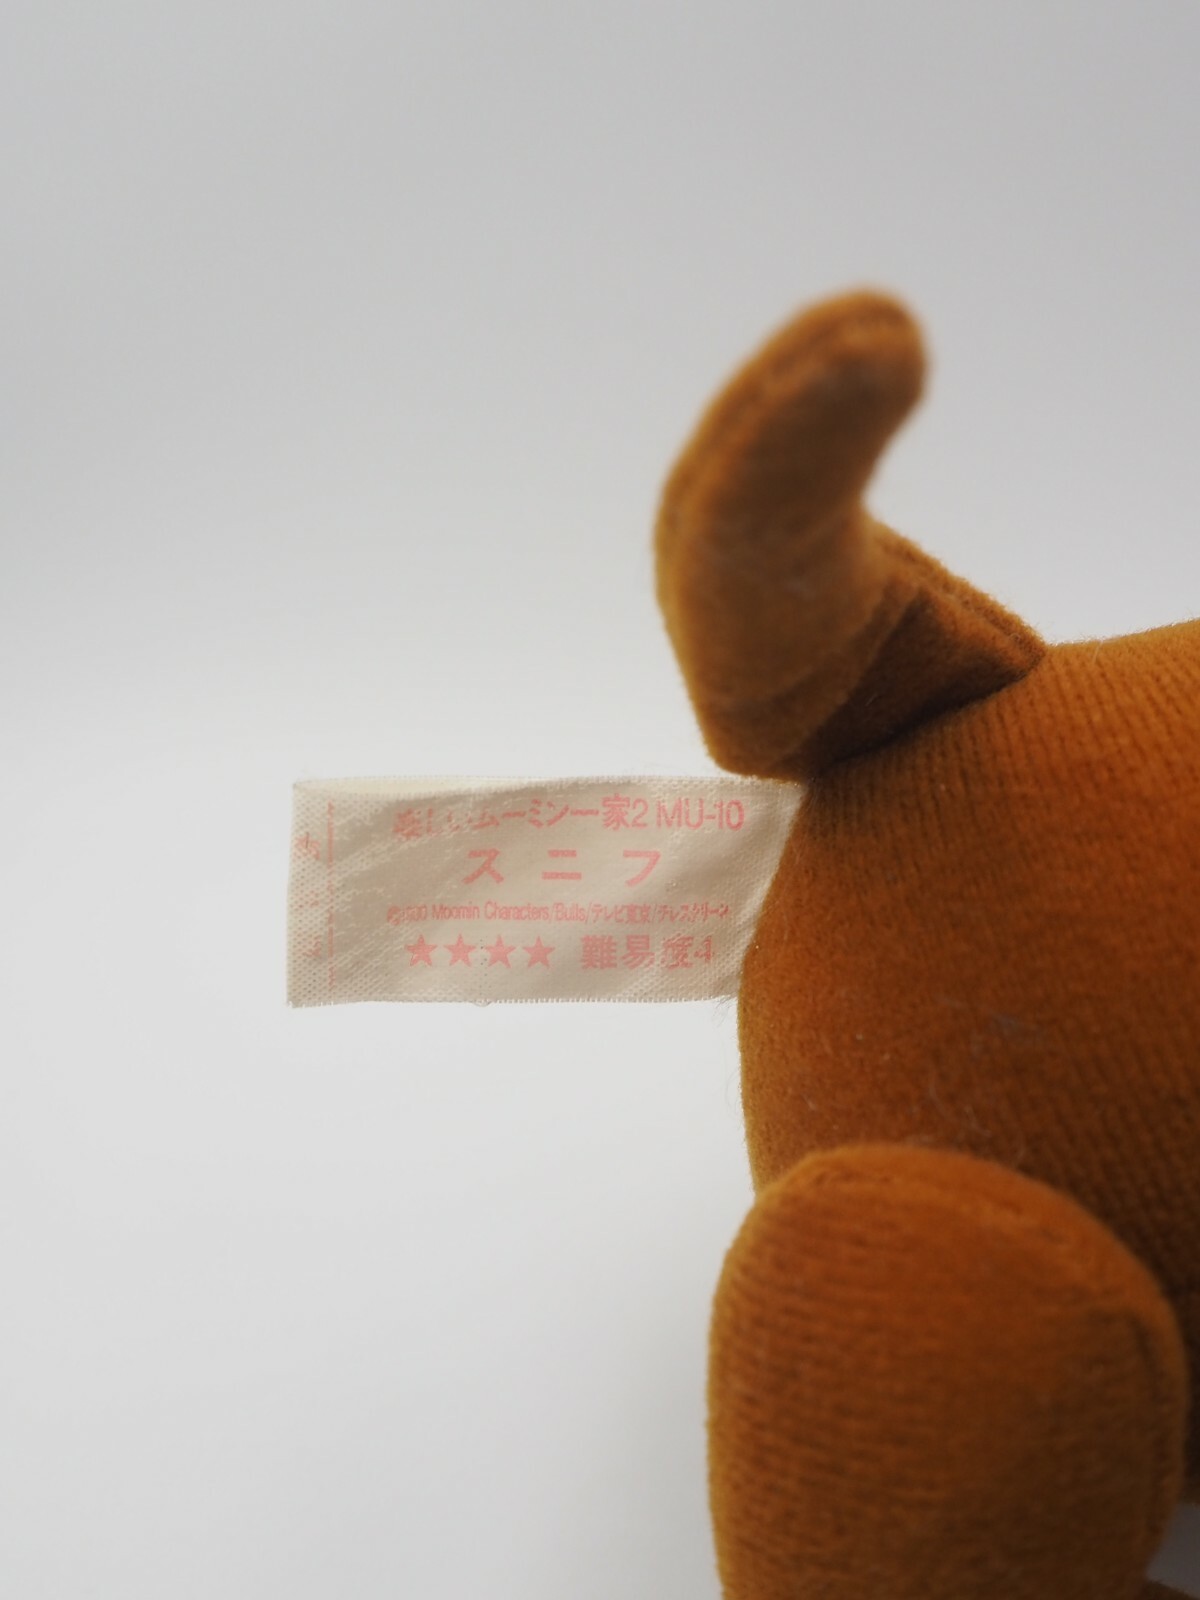 楽しいムーミン一家2 MU-10
スニフ
Moomin Characters/Bulls/テレビ東京/テレスクリーン
★★★★ 難易度4